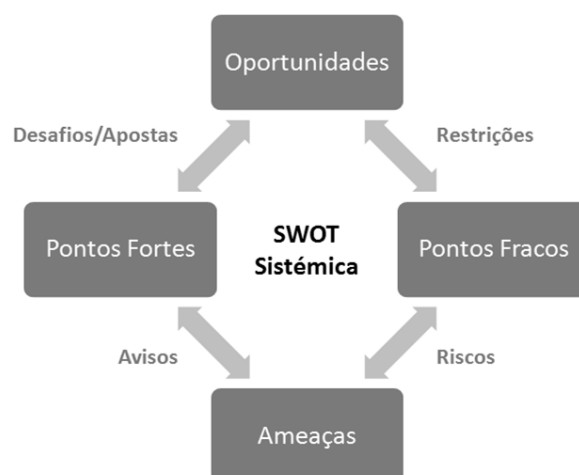 Oportunidades
Desafios/Apostas
Restrições
Pontos Fortes
SWOT
Sistémica
Pontos Fracos
Avisos
Riscos
Ameaças